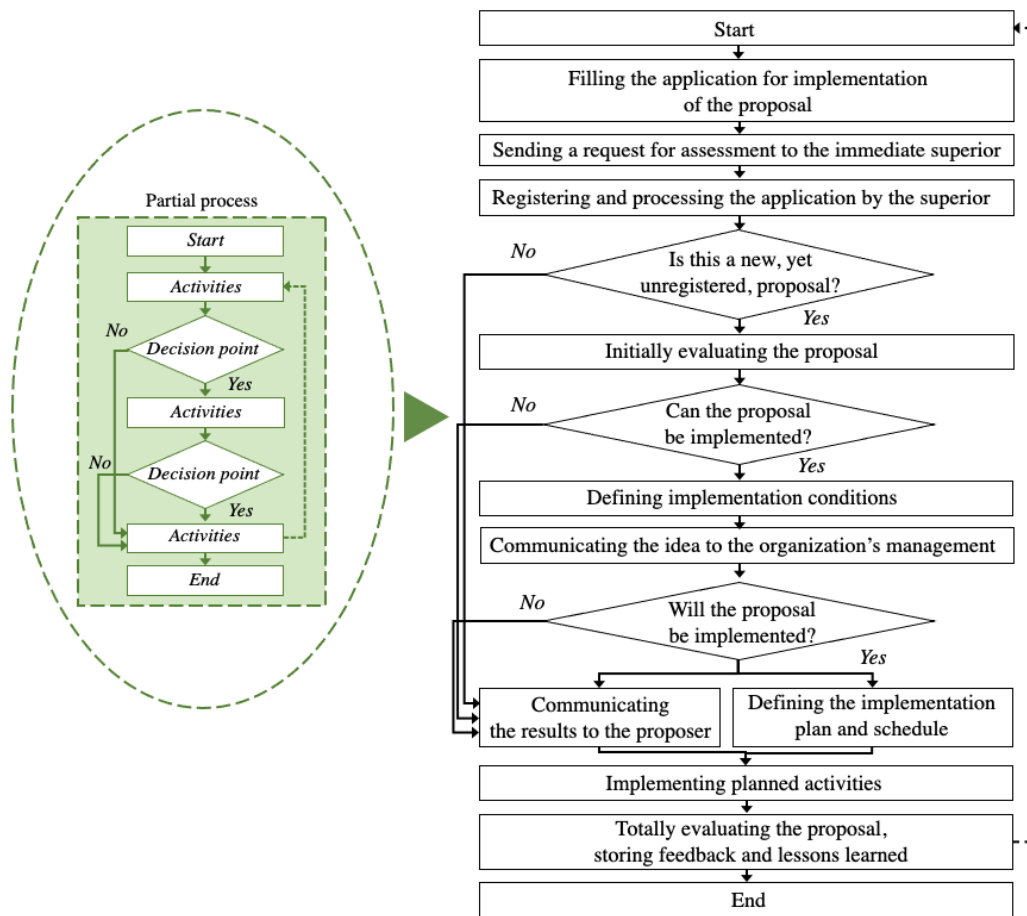 Partial process
Start
Activities
No
Decision point
Yes
Activities
No
Decision point
Yes
Activities
End
Start
Filling the application for implementation
of the proposal
Sending a request for assessment to the immediate superior
Registering and processing the application by the superior
No
Is this a new, yet
unregistered, proposal?
Yes
Initially evaluating the proposal
No
Can the proposal
be implemented?
Yes
Defining implementation conditions
Communicating the idea to the organization’s management
No
Will the proposal
be implemented?
Yes
Communicating
the results to the proposer
Defining the implementation
plan and schedule
Implementing planned activities
Totally evaluating the proposal,
storing feedback and lessons learned
End